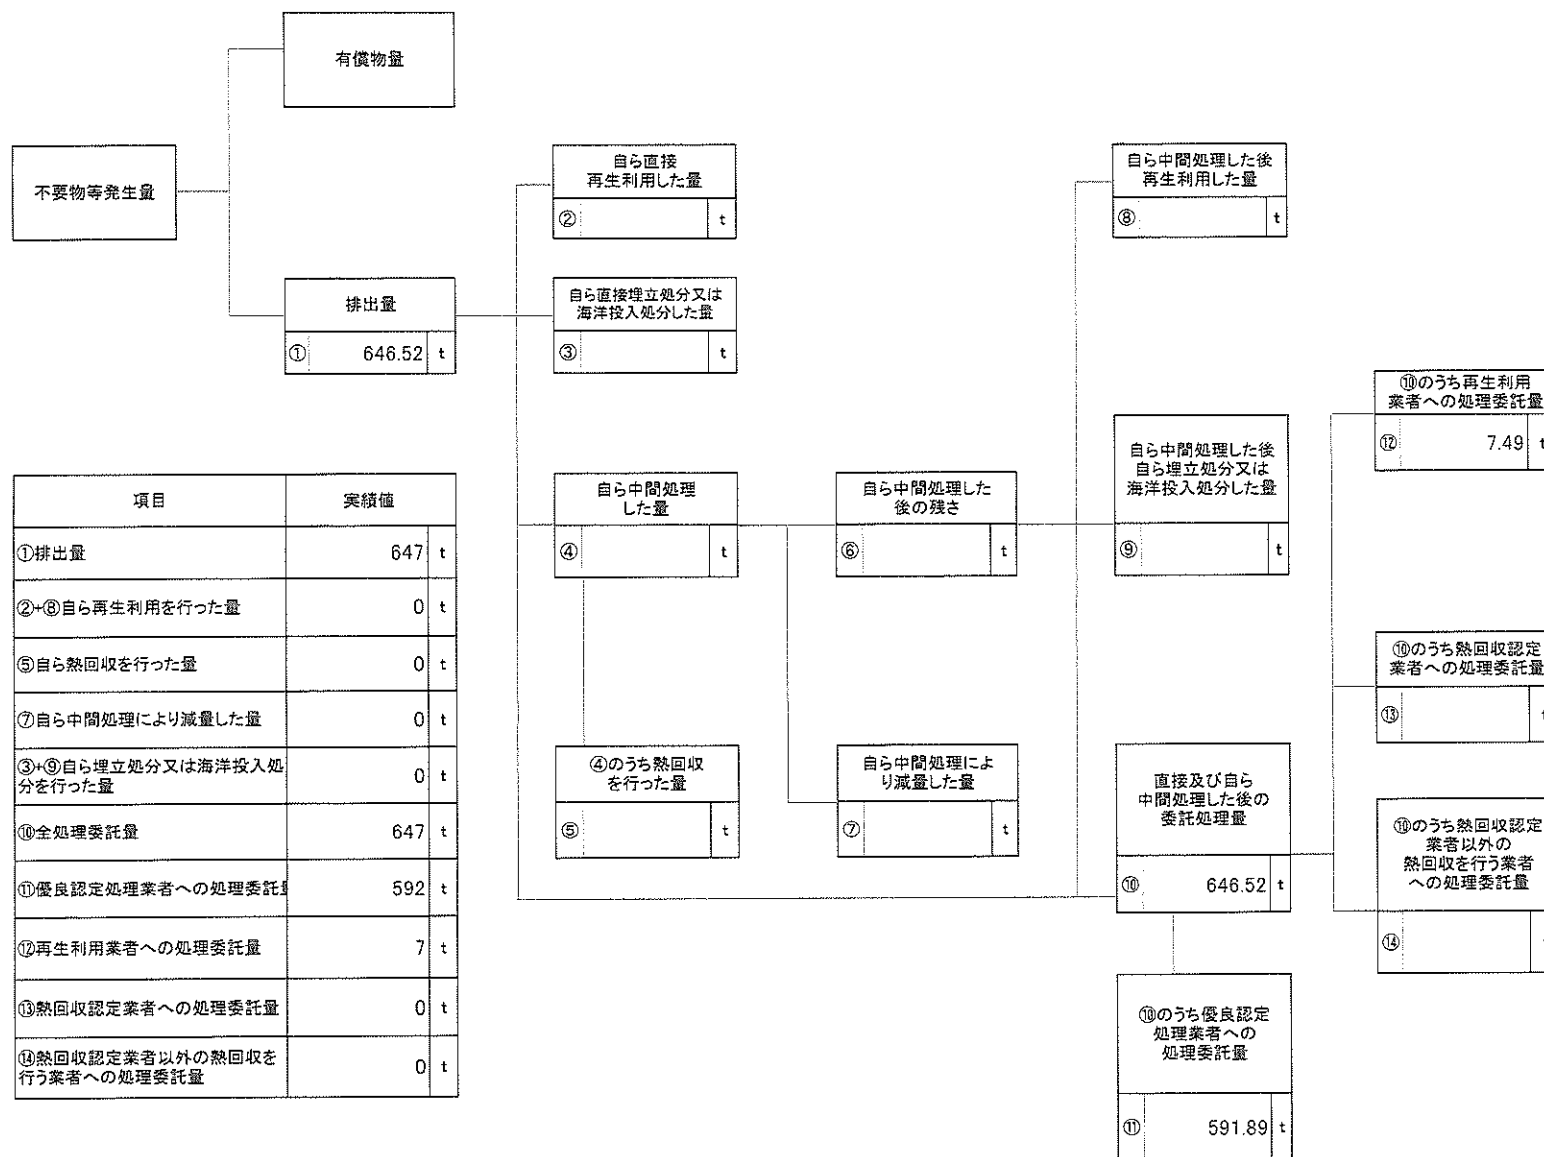 有償物量
不要物等発生量
排出量
① 646.52 t
自ら直接
再生利用した量
② t
自ら直接埋立処分又は
海洋投入処分した量
③ t
自ら中間処理
した量
④ t
④のうち熱回収
を行った量
⑤ t
自ら中間処理した
後の残さ
⑥ t
自ら中間処理によ
り減量した量
⑦ t
自ら中間処理した後
再生利用した量
⑧ t
自ら中間処理した後
自ら埋立処分又は
海洋投入処分した量
⑨ t
直接及び自ら
中間処理した後の
委託処理量
⑩ 646.52 t
⑩のうち優良認定
処理業者への
処理委託量
⑪ 591.89 t
⑩のうち再生利用
業者への処理委託量
⑫ 7.49 t
⑩のうち熱回収認定
業者への処理委託量
⑬ t
⑩のうち熱回収認定
業者以外の
熱回収を行う業者
への処理委託量
⑭
項目 実績値
①排出量 647 t
②+⑧自ら再生利用を行った量 0 t
⑤自ら熱回収を行った量 0 t
⑦自ら中間処理により減量した量 0 t
③+⑨自ら埋立処分又は海洋投入処
分を行った量 0 t
⑩全処理委託量 647 t
⑪優良認定処理業者への処理委託量 592 t
⑫再生利用業者への処理委託量 7 t
⑬熱回収認定業者への処理委託量 0 t
⑭熱回収認定業者以外の熱回収を
行う業者への処理委託量 0 t